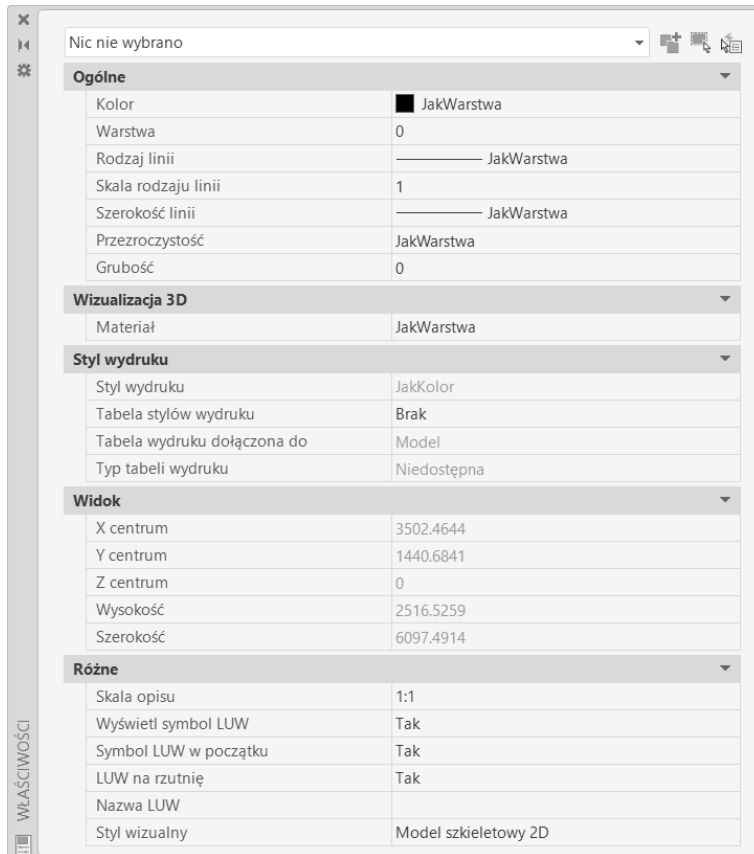 Nic nie wybrano
Ogólne
Kolor JakWarstwa
Warstwa 0
Rodzaj linii JakWarstwa
Skala rodzaju linii 1
Szerokość linii JakWarstwa
Przezroczystość JakWarstwa
Grubość 0
Wizualizacja 3D
Materiał JakWarstwa
Styl wydruku
Styl wydruku JakKolor
Tabela stylów wydruku Brak
Tabela wydruku dołączona do Model
Typ tabeli wydruku Niedostępna
Widok
X centrum 3502.4644
Y centrum 1440.6841
Z centrum 0
Wysokość 2516.5259
Szerokość 6097.4914
Różne
Skala opisu 1:1
Wyświetl symbol LUW Tak
Symbol LUW w początku Tak
LUW na rzutnię Tak
Nazwa LUW
Styl wizualny Model szkieletowy 2D
WŁAŚCIWOŚCI